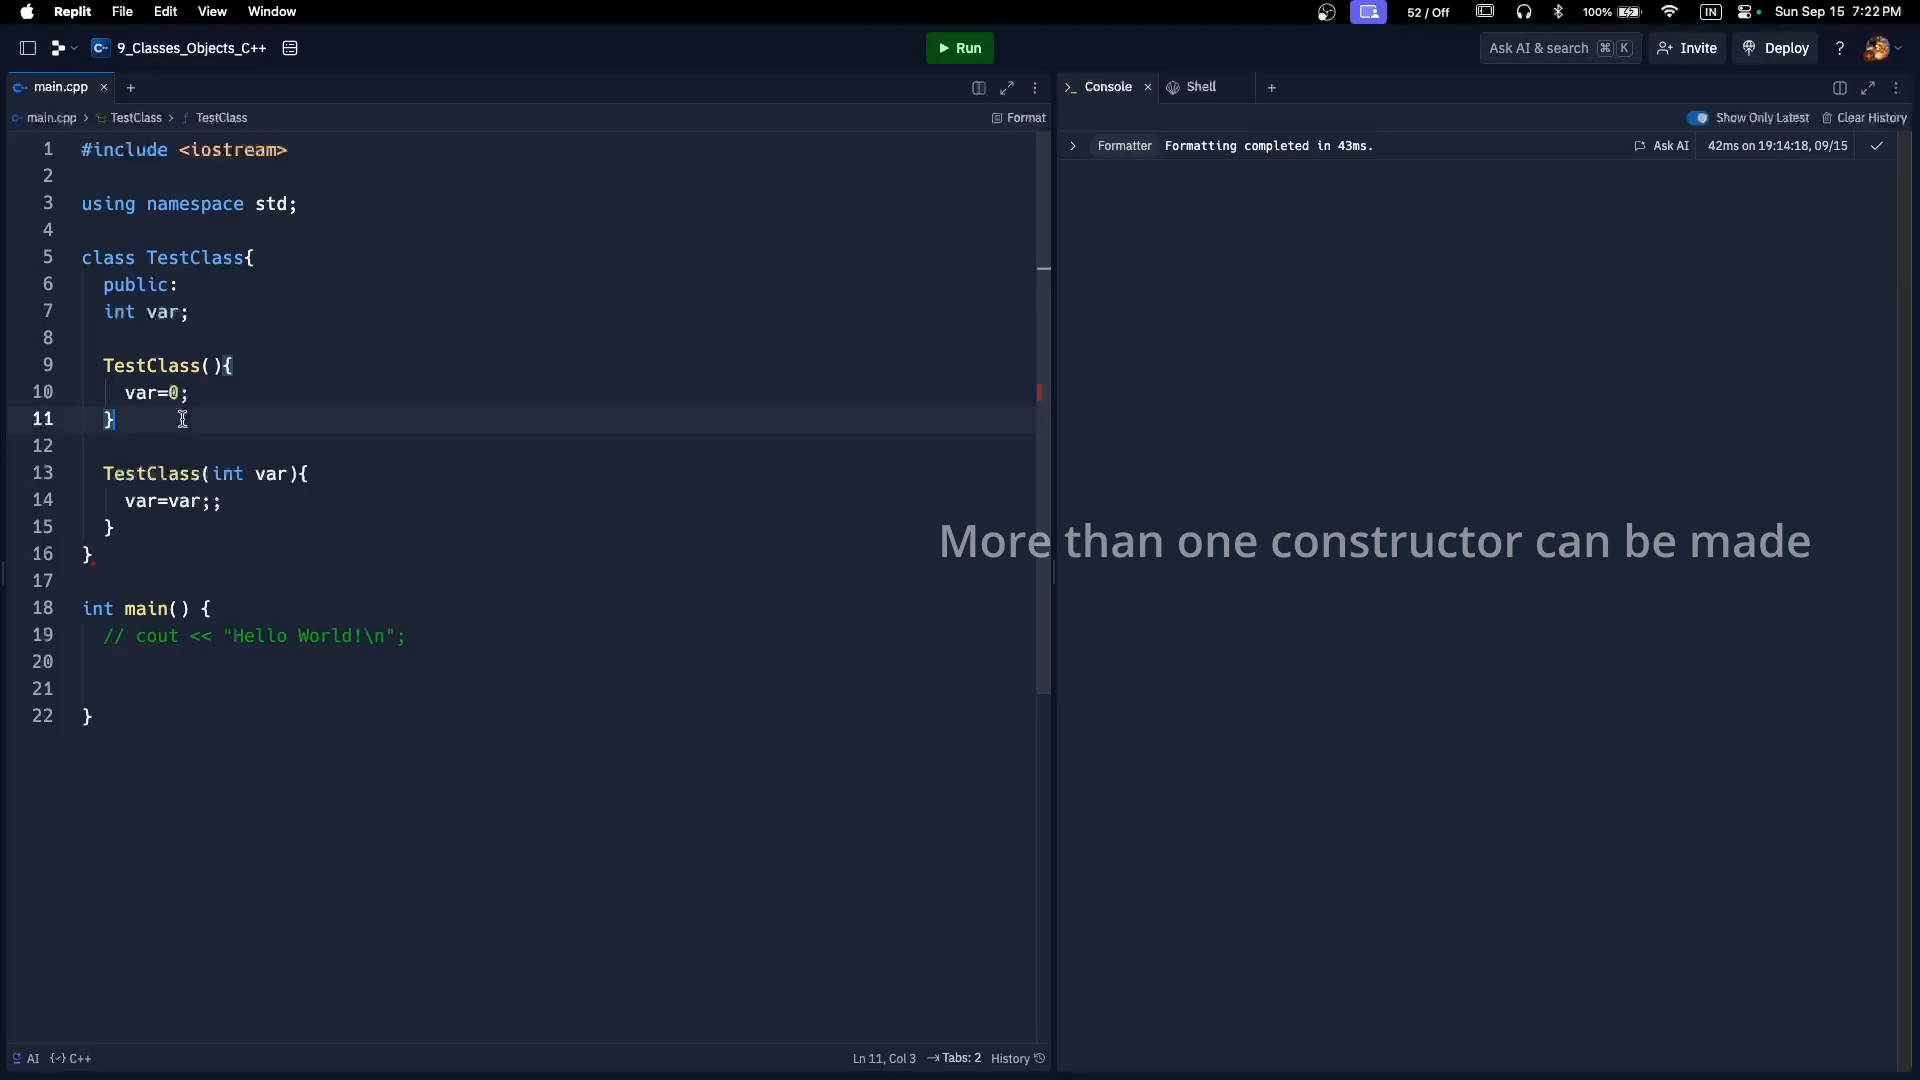 Replit File Edit View Window 52 / Off 100% IN Sun Sep 15 7:22 PM
9_Classes_Objects_C++ Run Ask AI & search ⌘ K Invite Deploy ?
main.cpp × + Console × Shell +
main.cpp > TestClass > f TestClass Format Show Only Latest Clear History
Formatter Formatting completed in 43ms. Ask AI 42ms on 19:14:18, 09/15
1 #include <iostream>
2
3 using namespace std;
4
5 class TestClass{
6 public:
7 int var;
8
9 TestClass(){
10 var=0;
11 }
12
13 TestClass(int var){
14 var=var;;
15 }
16 }
17
18 int main() {
19 // cout << "Hello World!\n";
20
21
22 }
More than one constructor can be made
AI C++ Ln 11, Col 3 Tabs: 2 History